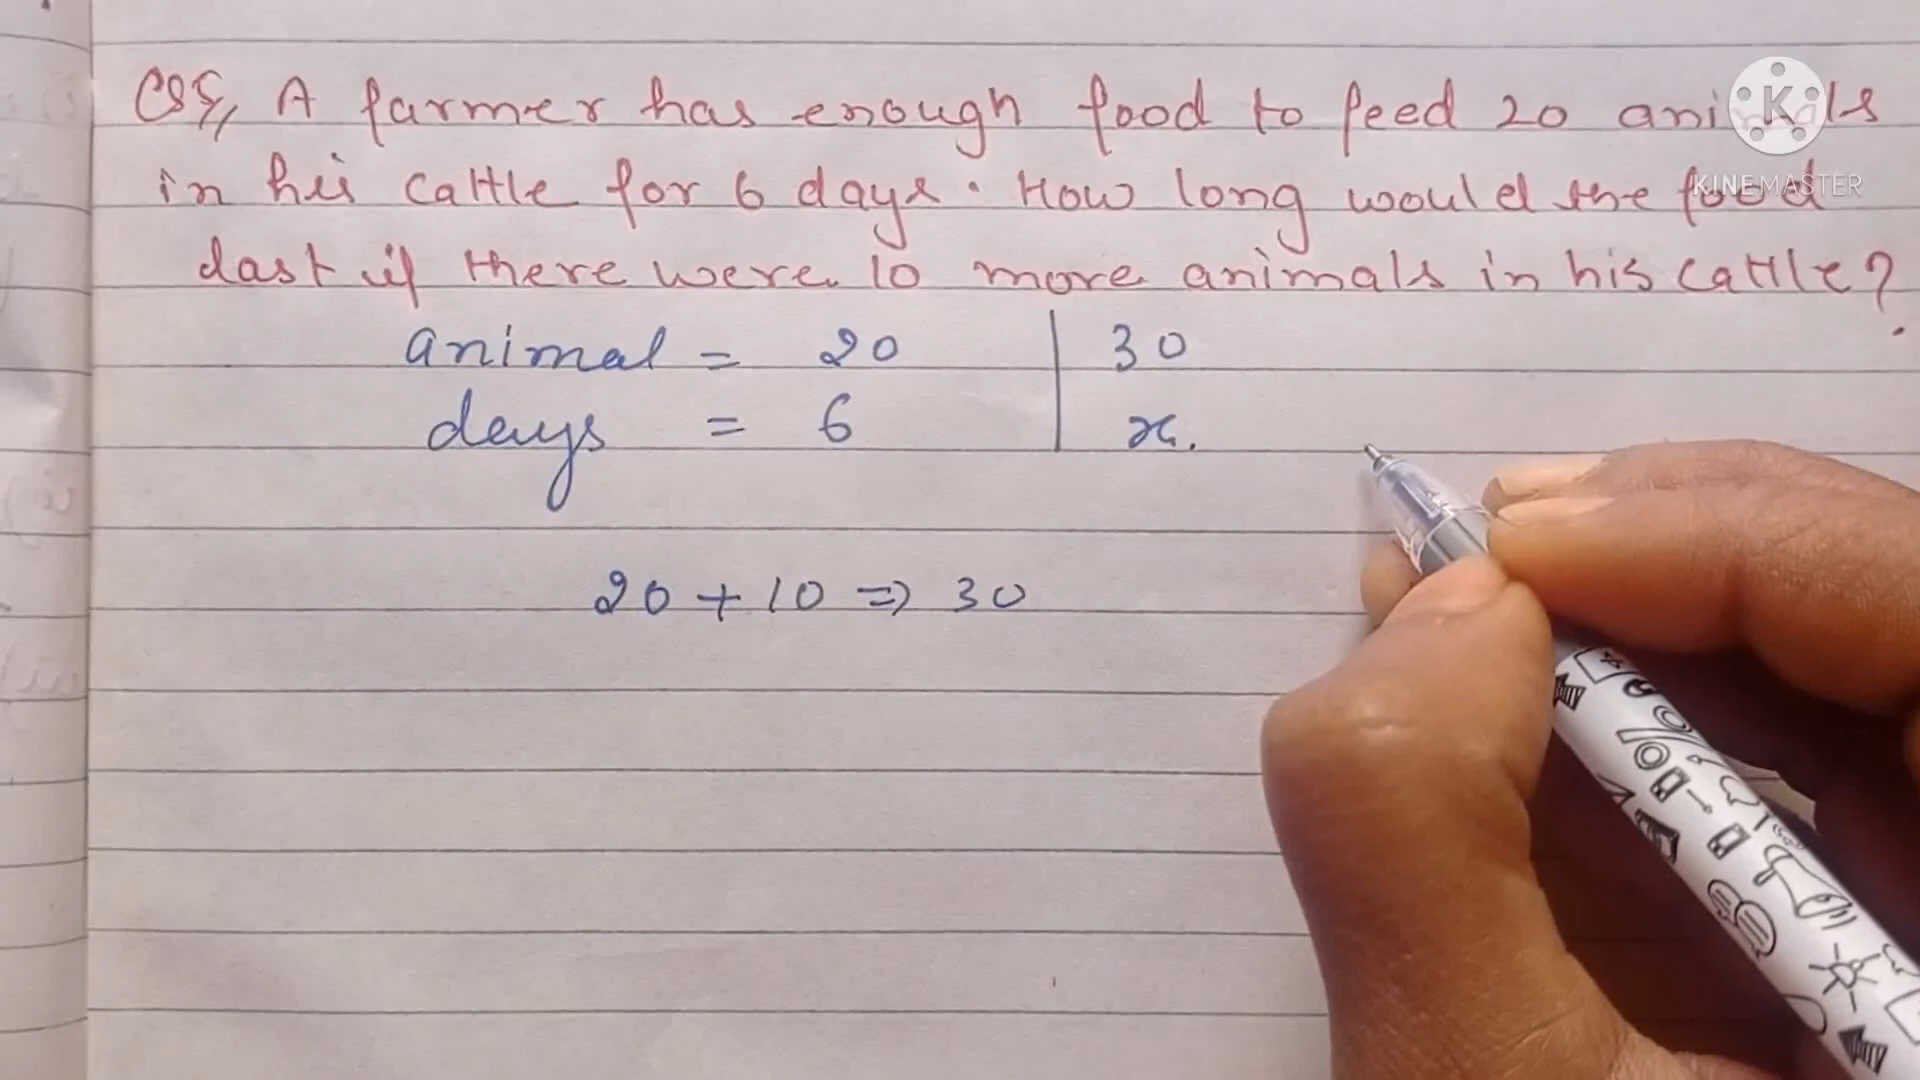 Q5, A farmer has enough food to feed 20 animals
in his cattle for 6 days. How long would the food
last if there were 10 more animals in his cattle?
animal = 20 | 30
days = 6 | x.
20 + 10 => 30
K
KINEMASTER